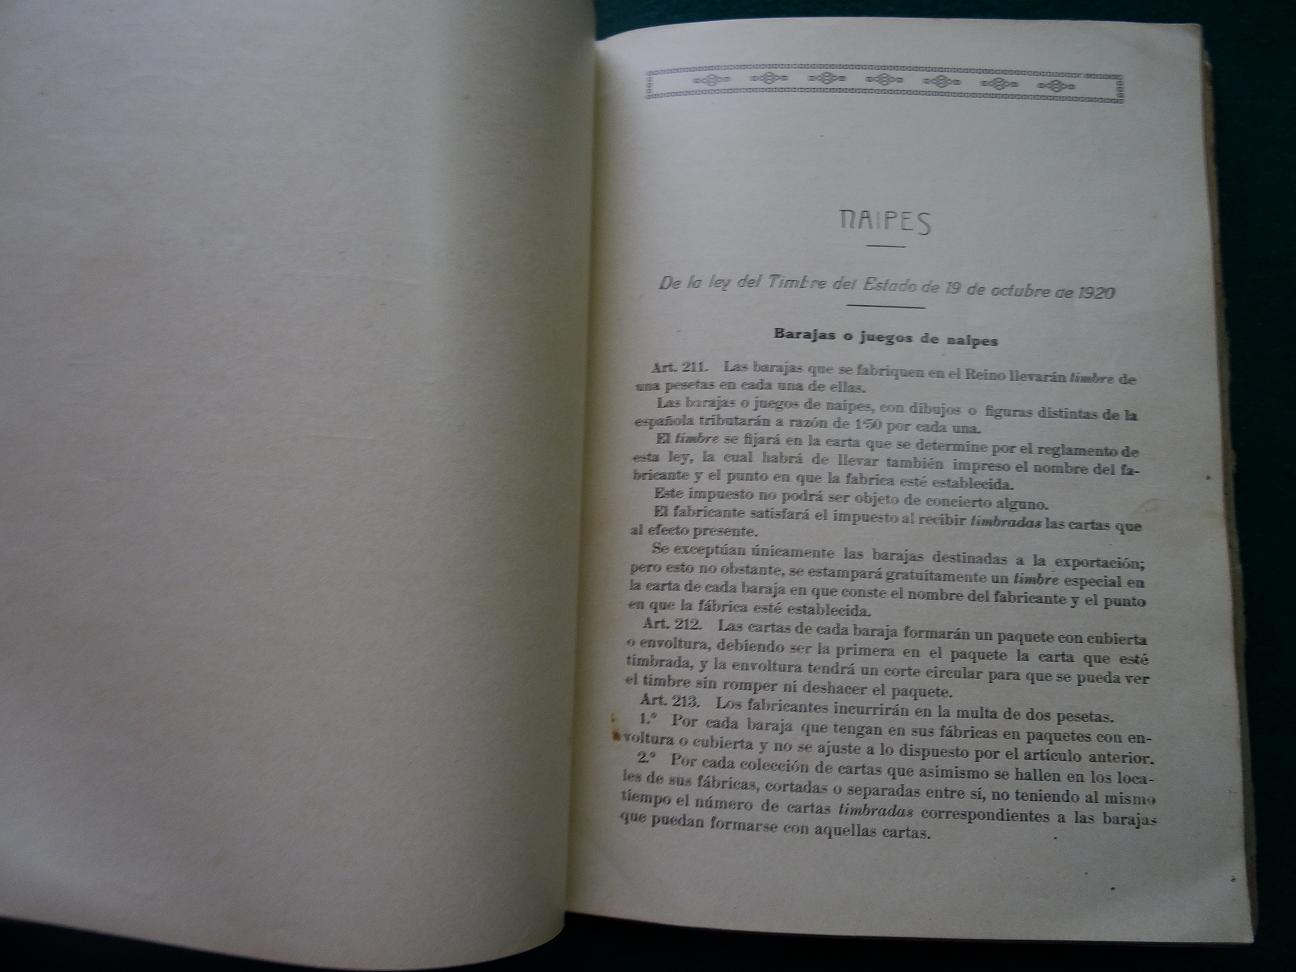 NAIPES
De la ley del Timbre del Estado de 19 de octubre de 1920
Barajas o juegos de naipes
Art. 211. Las barajas que se fabriquen en el Reino llevarán timbre de
una pesetas en cada una de ellas.
Las barajas o juegos de naipes, con dibujos o figuras distintas de la
española tributarán a razón de 1'50 por cada una.
El timbre se fijará en la carta que se determine por el reglamento de
esta ley, la cual habrá de llevar también impreso el nombre del fa-
bricante y el punto en que la fabrica esté establecida.
Este impuesto no podrá ser objeto de concierto alguno.
El fabricante satisfará el impuesto al recibir timbradas las cartas que
al efecto presente.
Se exceptúan únicamente las barajas destinadas a la exportación;
pero esto no obstante, se estampará gratuítamente un timbre especial en
la carta de cada baraja en que conste el nombre del fabricante y el punto
en que la fábrica esté establecida.
Art. 212. Las cartas de cada baraja formarán un paquete con cubierta
o envoltura, debiendo ser la primera en el paquete la carta que esté
timbrada, y la envoltura tendrá un corte circular para que se pueda ver
el timbre sin romper ni deshacer el paquete.
Art. 213. Los fabricantes incurrirán en la multa de dos pesetas.
1.º Por cada baraja que tengan en sus fábricas en paquetes con en-
voltura o cubierta y no se ajuste a lo dispuesto por el artículo anterior.
2.º Por cada colección de cartas que asimismo se hallen en los loca-
les de sus fábricas, cortadas o separadas entre sí, no teniendo al mismo
tiempo el número de cartas timbradas correspondientes a las barajas
que puedan formarse con aquellas cartas.